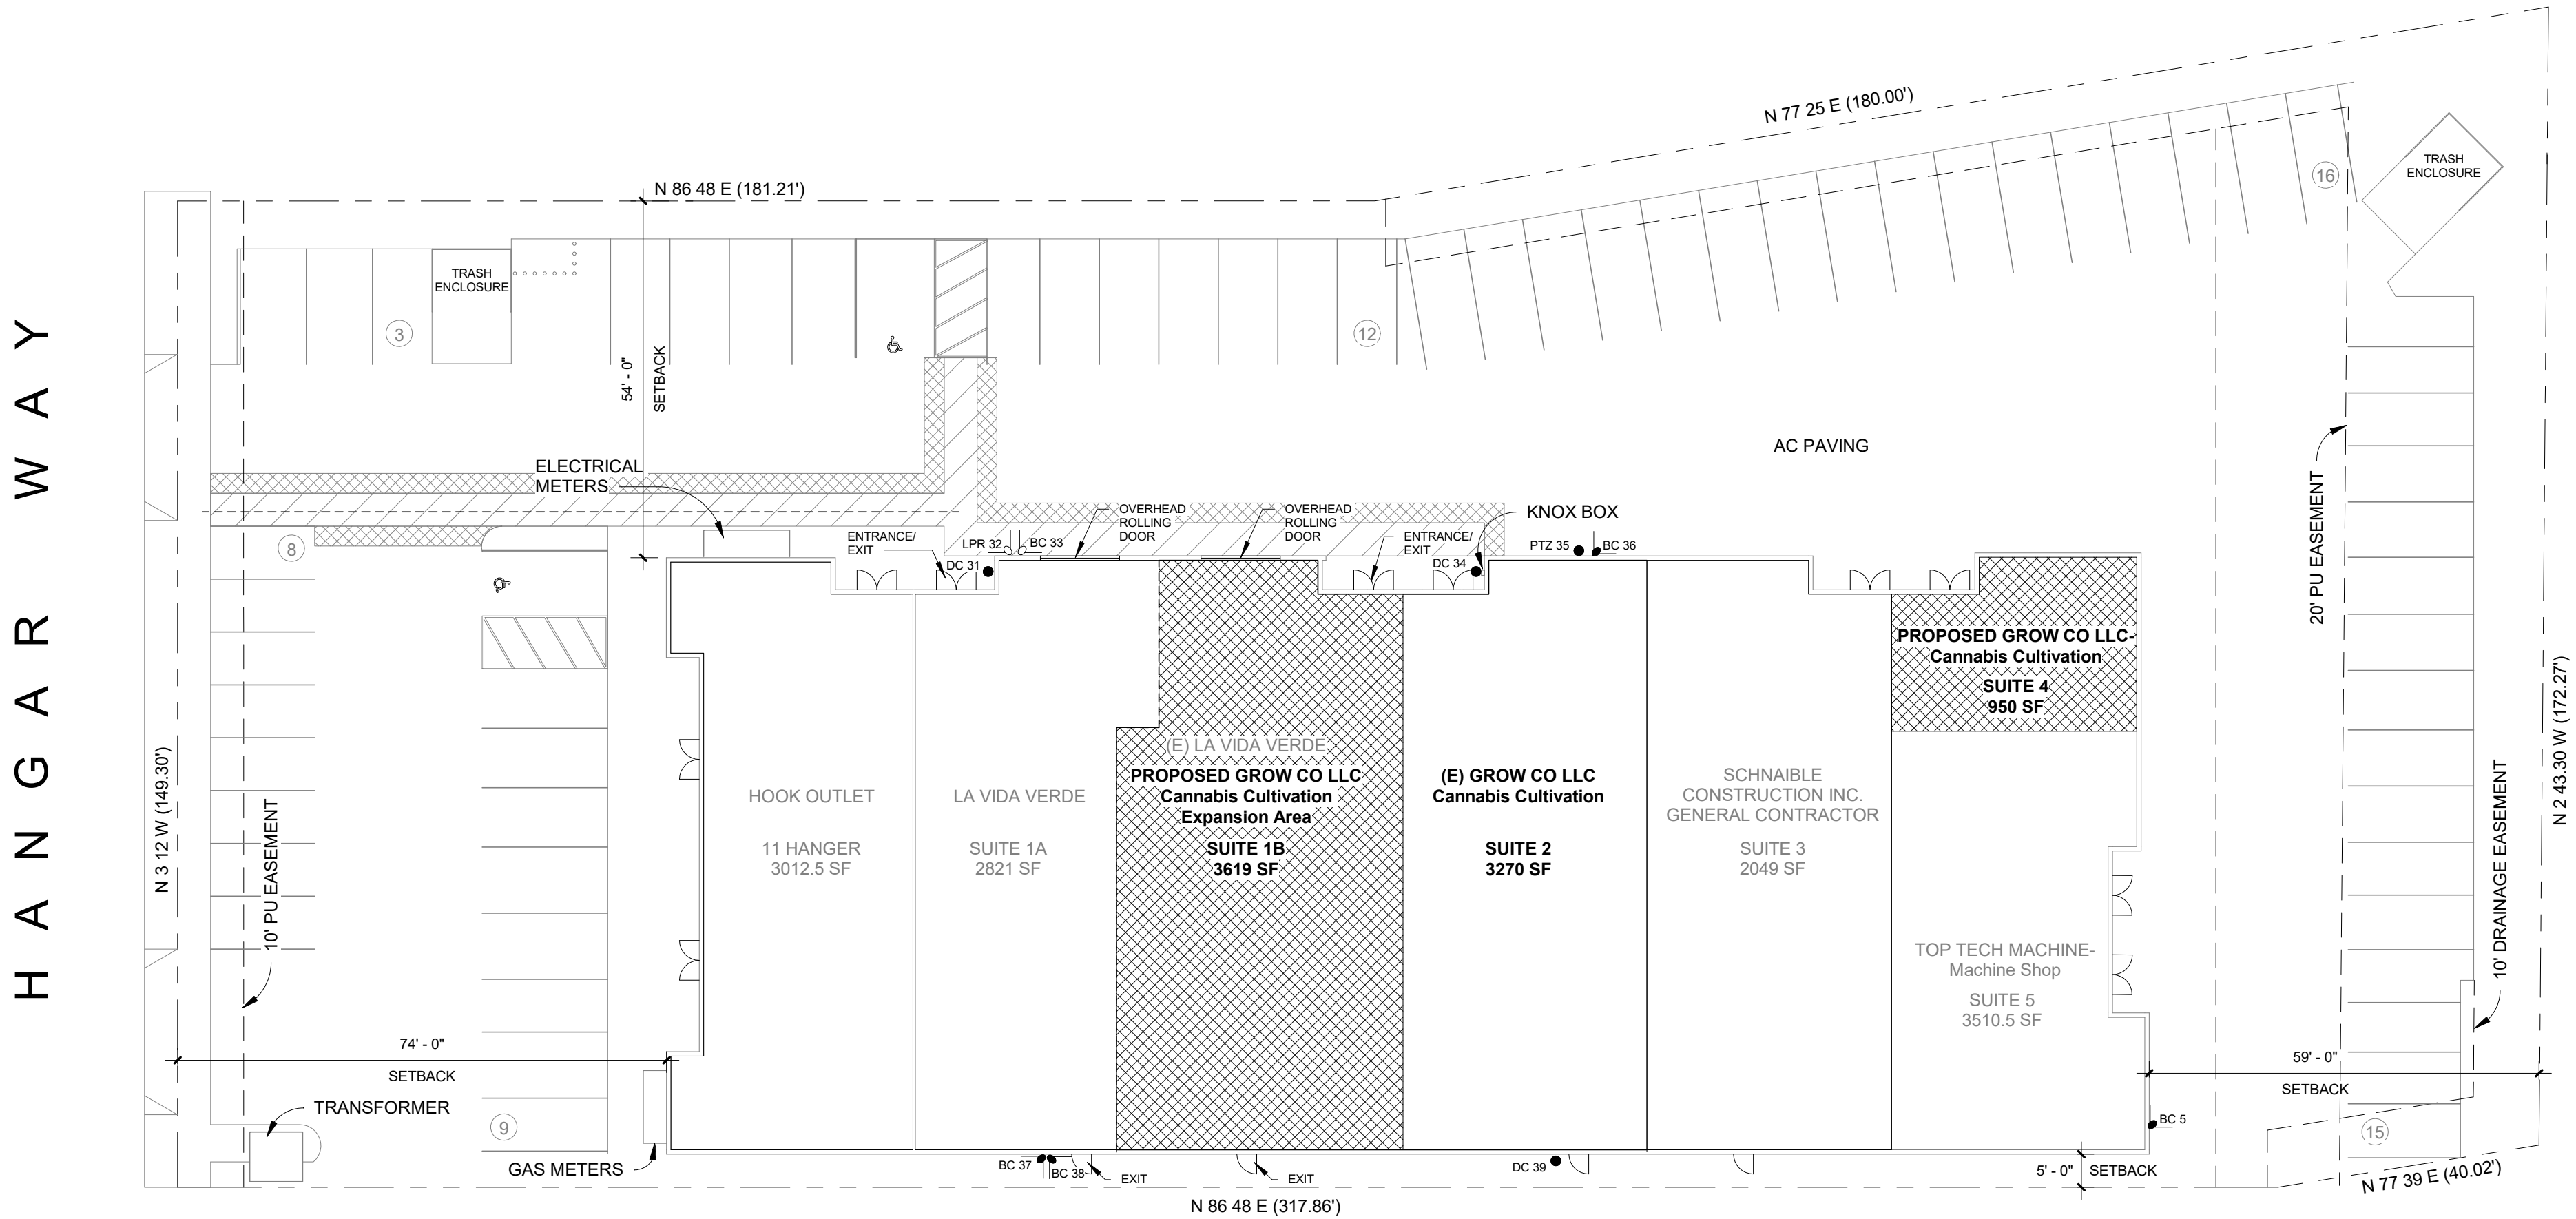 HANGAR WAY
N 77 25 E (180.00')
N 86 48 E (181.21')
TRASH
ENCLOSURE
16
TRASH
ENCLOSURE
3
12
54' - 0"
SETBACK
AC PAVING
ELECTRICAL
METERS
20' PU EASEMENT
8
ENTRANCE/
EXIT
LPR 32
BC 33
DC 31
OVERHEAD
ROLLING
DOOR
OVERHEAD
ROLLING
DOOR
ENTRANCE/
EXIT
KNOX BOX
DC 34
PTZ 35
BC 36
PROPOSED GROW CO LLC-
Cannabis Cultivation
SUITE 4
950 SF
N 2 43.30 W (172.27')
N 3 12 W (149.30')
10' PU EASEMENT
HOOK OUTLET
11 HANGER
3012.5 SF
LA VIDA VERDE
SUITE 1A
2821 SF
(E) LA VIDA VERDE
PROPOSED GROW CO LLC
Cannabis Cultivation
Expansion Area
SUITE 1B
3619 SF
(E) GROW CO LLC
Cannabis Cultivation
SUITE 2
3270 SF
SCHNAIBLE
CONSTRUCTION INC.
GENERAL CONTRACTOR
SUITE 3
2049 SF
TOP TECH MACHINE-
Machine Shop
SUITE 5
3510.5 SF
10' DRAINAGE EASEMENT
74' - 0"
SETBACK
59' - 0"
SETBACK
TRANSFORMER
9
GAS METERS
BC 37
BC 38
EXIT
EXIT
DC 39
BC 5
15
5' - 0"
SETBACK
N 77 39 E (40.02')
N 86 48 E (317.86')